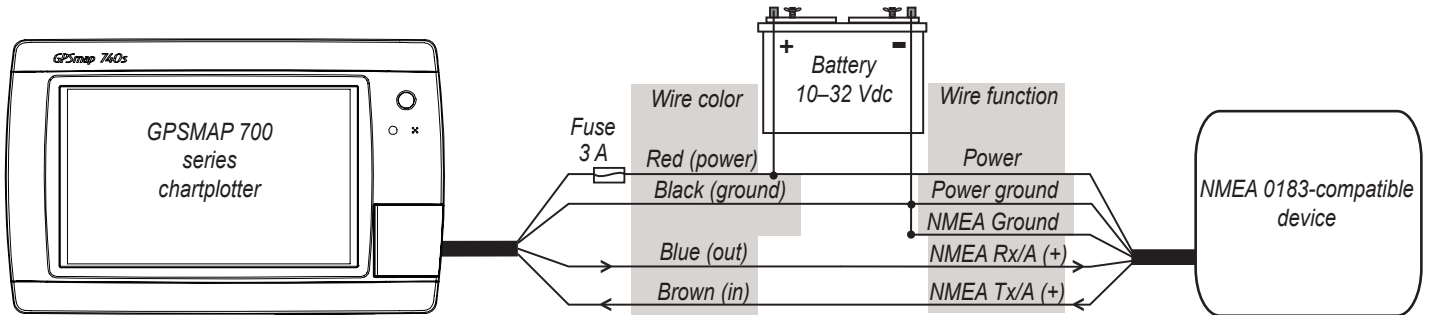 GPSmap 740s
GPSMAP 700
series
chartplotter
Fuse
3 A
Wire color
Red (power)
Black (ground)
Blue (out)
Brown (in)
+ -
Battery
10–32 Vdc
Wire function
Power
Power ground
NMEA Ground
NMEA Rx/A (+)
NMEA Tx/A (+)
NMEA 0183-compatible
device